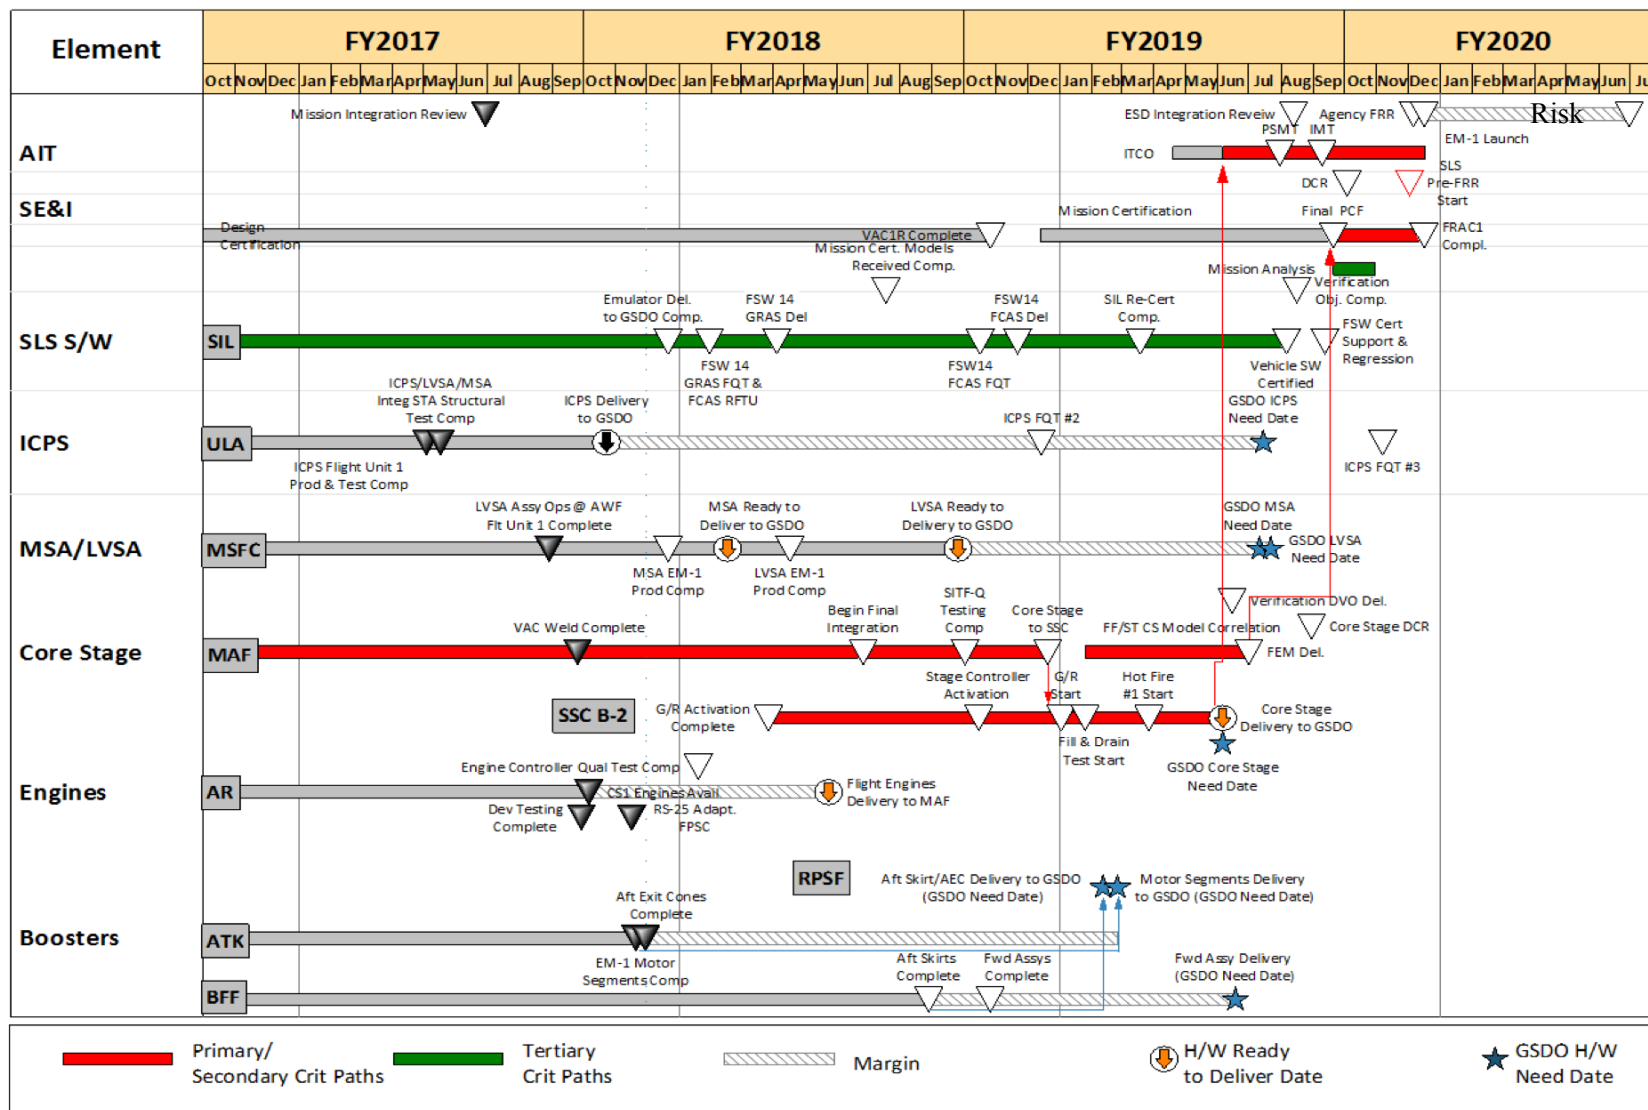 Element
FY2017
FY2018
FY2019
FY2020
Oct Nov Dec Jan Feb Mar Apr May Jun Jul Aug Sep Oct Nov Dec Jan Feb Mar Apr May Jun Jul Aug Sep Oct Nov Dec Jan Feb Mar Apr May Jun Jul Aug Sep Oct Nov Dec Jan Feb Mar Apr May Jun Ju
AIT
Mission Integration Review
ESD Integration Reveiw
Agency FRR
Risk
PSMT
IMT
EM-1 Launch
ITCO
DCR
SLS
Pre-FRR
Start
SE&I
Mission Certification
Final PCF
Design
Certification
VAC1R Complete
FRAC1
Compl.
Mission Cert. Models
Received Comp.
Mission Analysis
Verification
Obj. Comp.
SLS S/W
SIL
Emulator Del.
to GSDO Comp.
FSW 14
GRAS Del
FSW14
FCAS Del
SIL Re-Cert
Comp.
FSW Cert
Support &
Regression
FSW 14
GRAS FQT &
FCAS RFTU
FSW14
FCAS FQT
Vehicle SW
Certified
ICPS
ULA
ICPS/LVSA/MSA
Integ STA Structural
Test Comp
ICPS Delivery
to GSDO
ICPS FQT #2
GSDO ICPS
Need Date
ICPS Flight Unit 1
Prod & Test Comp
ICPS FQT #3
MSA/LVSA
MSFC
LVSA Assy Ops @ AWF
Flt Unit 1 Complete
MSA Ready to
Deliver to GSDO
LVSA Ready to
Delivery to GSDO
GSDO MSA
Need Date
GSDO LVSA
Need Date
MSA EM-1
Prod Comp
LVSA EM-1
Prod Comp
Core Stage
MAF
VAC Weld Complete
Begin Final
Integration
SITF-Q
Testing
Comp
Core Stage
to SSC
Verification DVO Del.
FF/ST CS Model Correlation
Core Stage DCR
FEM Del.
SSC B-2
G/R Activation
Complete
Stage Controller
Activation
G/R
Start
Hot Fire
#1 Start
Core Stage
Delivery to GSDO
Fill & Drain
Test Start
GSDO Core Stage
Need Date
Engines
AR
Engine Controller Qual Test Comp
CS1 Engines Avail
Flight Engines
Delivery to MAF
Dev Testing
Complete
RS-25 Adapt.
FPSC
Boosters
RPSF
Aft Skirt/AEC Delivery to GSDO
(GSDO Need Date)
Motor Segments Delivery
to GSDO (GSDO Need Date)
ATK
Aft Exit Cones
Complete
EM-1 Motor
Segments Comp
BFF
Aft Skirts
Complete
Fwd Assys
Complete
Fwd Assy Delivery
(GSDO Need Date)
Primary/
Secondary Crit Paths
Tertiary
Crit Paths
Margin
H/W Ready
to Deliver Date
GSDO H/W
Need Date